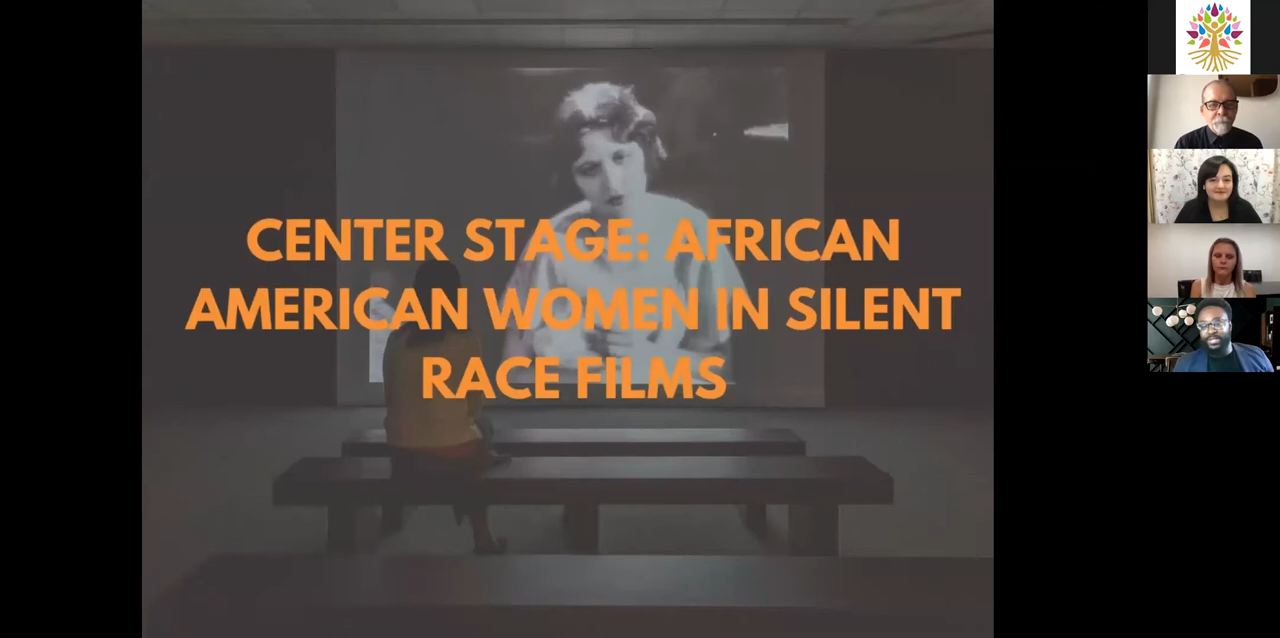 CENTER STAGE: AFRICAN
AMERICAN WOMEN IN SILENT
RACE FILMS